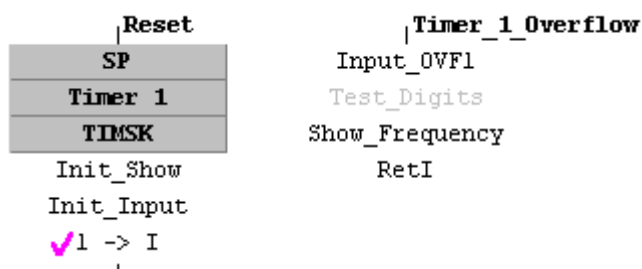 Reset
SP
Timer 1
TIMSK
Init_Show
Init_Input
1 -> I
Timer_1_Overflow
Input_OVF1
Test_Digits
Show_Frequency
RetI